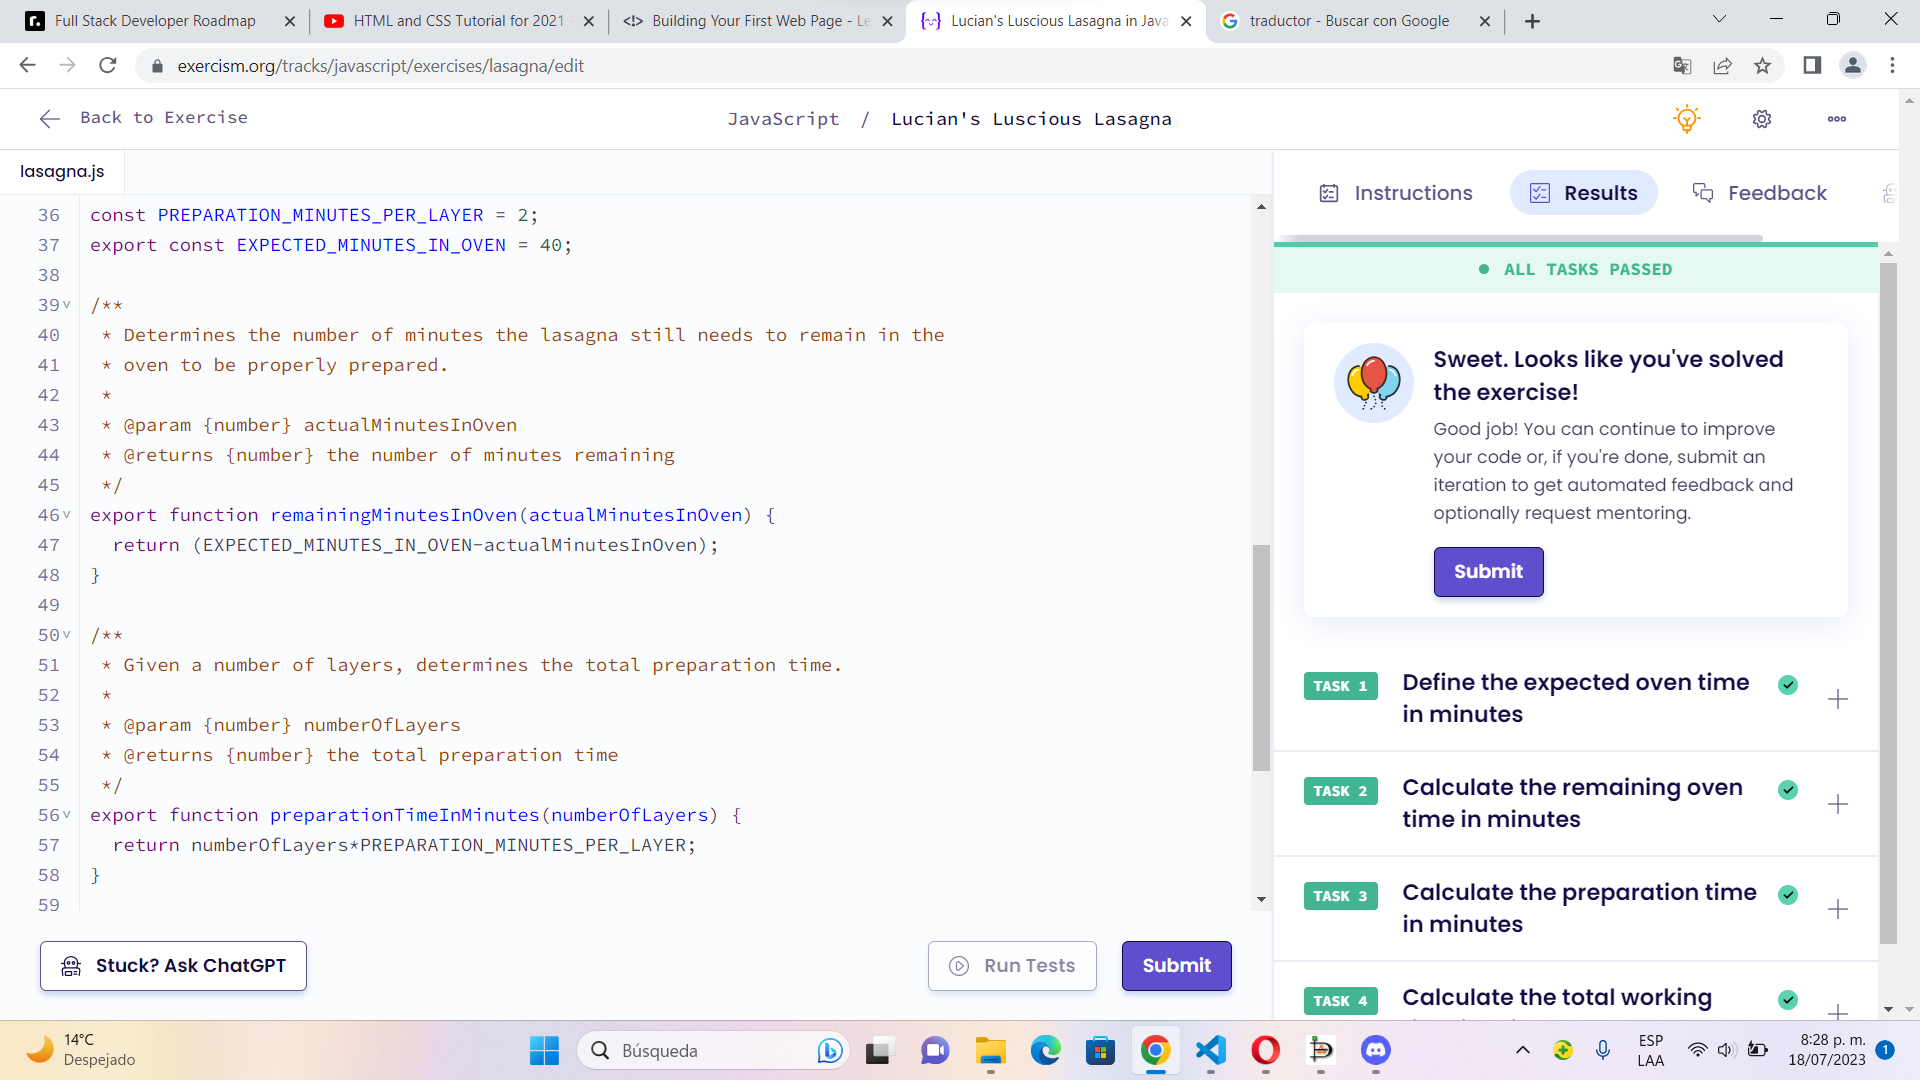 Full Stack Developer Roadmap
HTML and CSS Tutorial for 2021
Building Your First Web Page - Le
Lucian's Luscious Lasagna in Java
traductor - Buscar con Google
exercism.org/tracks/javascript/exercises/lasagna/edit
Back to Exercise
JavaScript / Lucian's Luscious Lasagna
lasagna.js
36 const PREPARATION_MINUTES_PER_LAYER = 2;
37 export const EXPECTED_MINUTES_IN_OVEN = 40;
38
39 /**
40 * Determines the number of minutes the lasagna still needs to remain in the
41 * oven to be properly prepared.
42 *
43 * @param {number} actualMinutesInOven
44 * @returns {number} the number of minutes remaining
45 */
46 export function remainingMinutesInOven(actualMinutesInOven) {
47 return (EXPECTED_MINUTES_IN_OVEN-actualMinutesInOven);
48 }
49
50 /**
51 * Given a number of layers, determines the total preparation time.
52 *
53 * @param {number} numberOfLayers
54 * @returns {number} the total preparation time
55 */
56 export function preparationTimeInMinutes(numberOfLayers) {
57 return numberOfLayers*PREPARATION_MINUTES_PER_LAYER;
58 }
59
Stuck? Ask ChatGPT
Run Tests
Submit
Instructions
Results
Feedback
ALL TASKS PASSED
Sweet. Looks like you've solved
the exercise!
Good job! You can continue to improve
your code or, if you're done, submit an
iteration to get automated feedback and
optionally request mentoring.
Submit
TASK 1 Define the expected oven time
in minutes
TASK 2 Calculate the remaining oven
time in minutes
TASK 3 Calculate the preparation time
in minutes
TASK 4 Calculate the total working
14°C
Despejado
Búsqueda
ESP
LAA
8:28 p. m.
18/07/2023
1